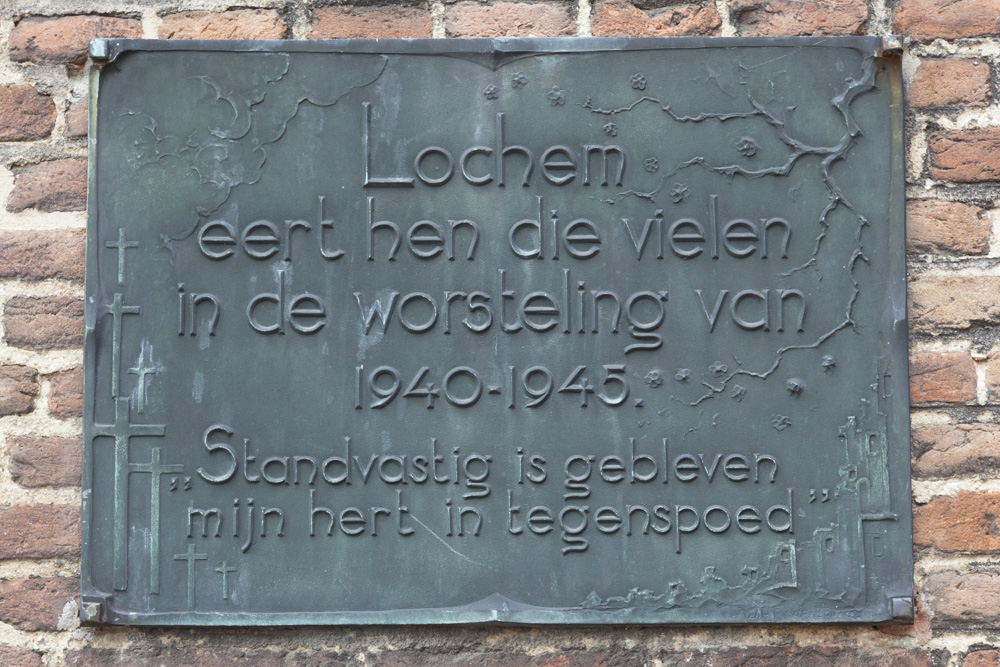 Lochem
eert hen die vielen
in de worsteling van
1940-1945.
„Standvastig is gebleven
mijn hert in tegenspoed”